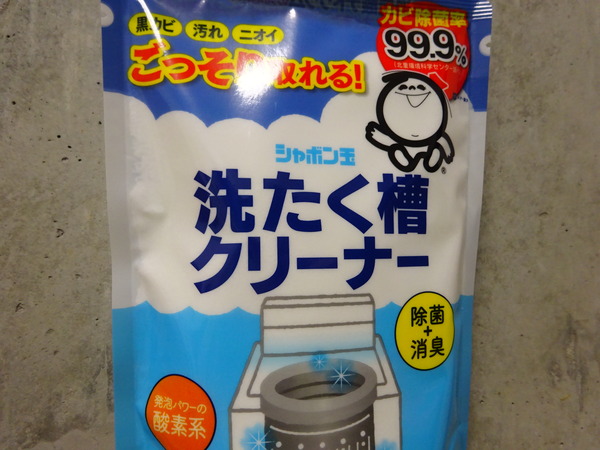 黒カビ 汚れ ニオイ
ごっそり取れる!
カビ除菌率
99.9%
シャボン玉
®
洗たく槽
クリーナー
除菌
+
消臭
発泡パワーの
酸素系